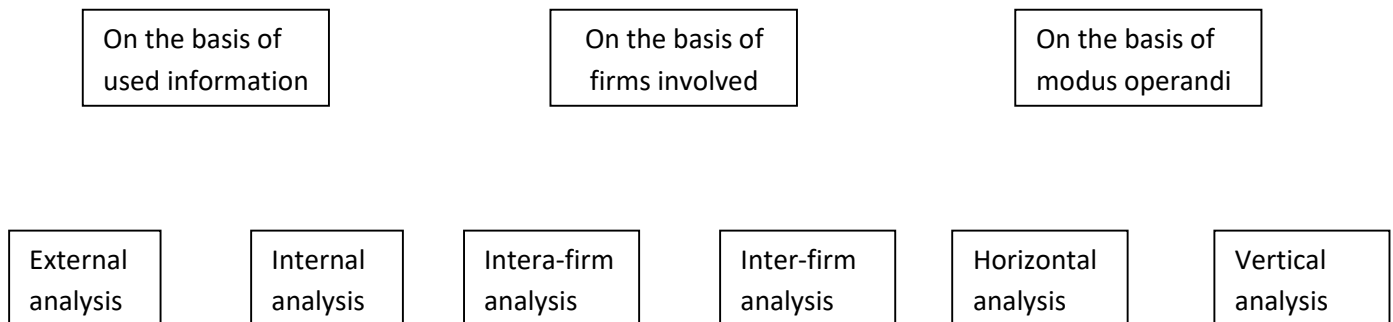 On the basis of
used information
On the basis of
firms involved
On the basis of
modus operandi
External
analysis
Internal
analysis
Intera-firm
analysis
Inter-firm
analysis
Horizontal
analysis
Vertical
analysis